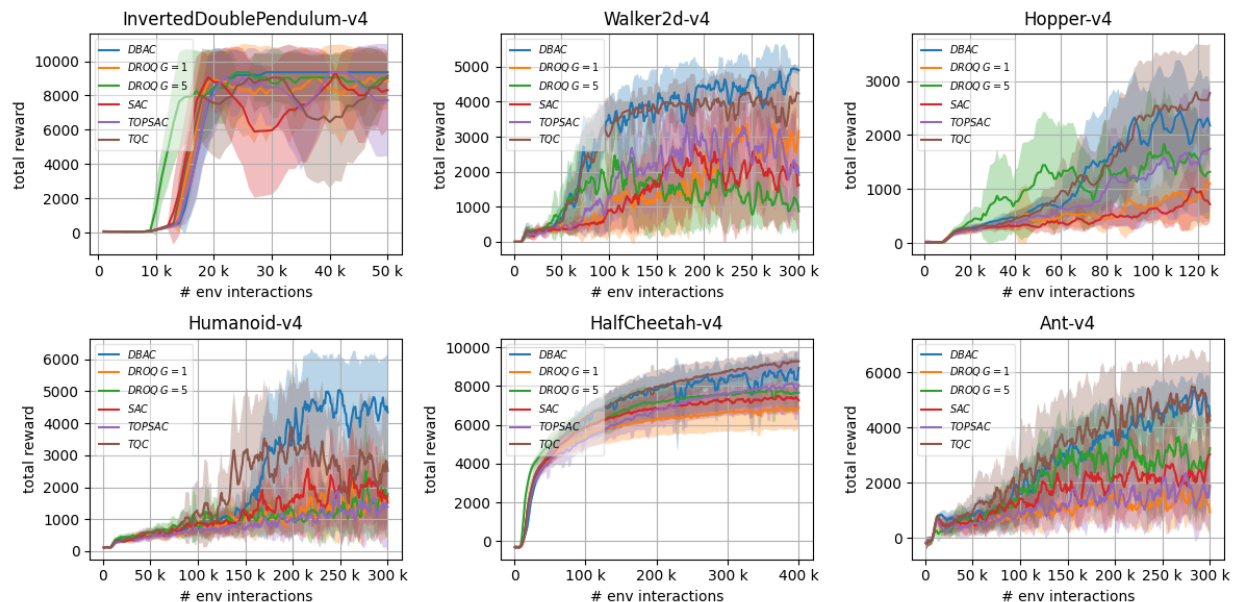 InvertedDoublePendulum-v4
total reward
10000
8000
6000
4000
2000
0
DBAC
DROQ G = 1
DROQ G = 5
SAC
TOPSAC
TQC
0 10 k 20 k 30 k 40 k 50 k
# env interactions
Walker2d-v4
total reward
5000
4000
3000
2000
1000
0
DBAC
DROQ G = 1
DROQ G = 5
SAC
TOPSAC
TQC
0 50 k 100 k 150 k 200 k 250 k 300 k
# env interactions
Hopper-v4
total reward
3000
2000
1000
0
DBAC
DROQ G = 1
DROQ G = 5
SAC
TOPSAC
TQC
0 20 k 40 k 60 k 80 k 100 k 120 k
# env interactions
Humanoid-v4
total reward
6000
5000
4000
3000
2000
1000
0
DBAC
DROQ G = 1
DROQ G = 5
SAC
TOPSAC
TQC
0 50 k 100 k 150 k 200 k 250 k 300 k
# env interactions
HalfCheetah-v4
total reward
10000
8000
6000
4000
2000
0
DBAC
DROQ G = 1
DROQ G = 5
SAC
TOPSAC
TQC
0 100 k 200 k 300 k 400 k
# env interactions
Ant-v4
total reward
6000
4000
2000
0
DBAC
DROQ G = 1
DROQ G = 5
SAC
TOPSAC
TQC
0 50 k 100 k 150 k 200 k 250 k 300 k
# env interactions